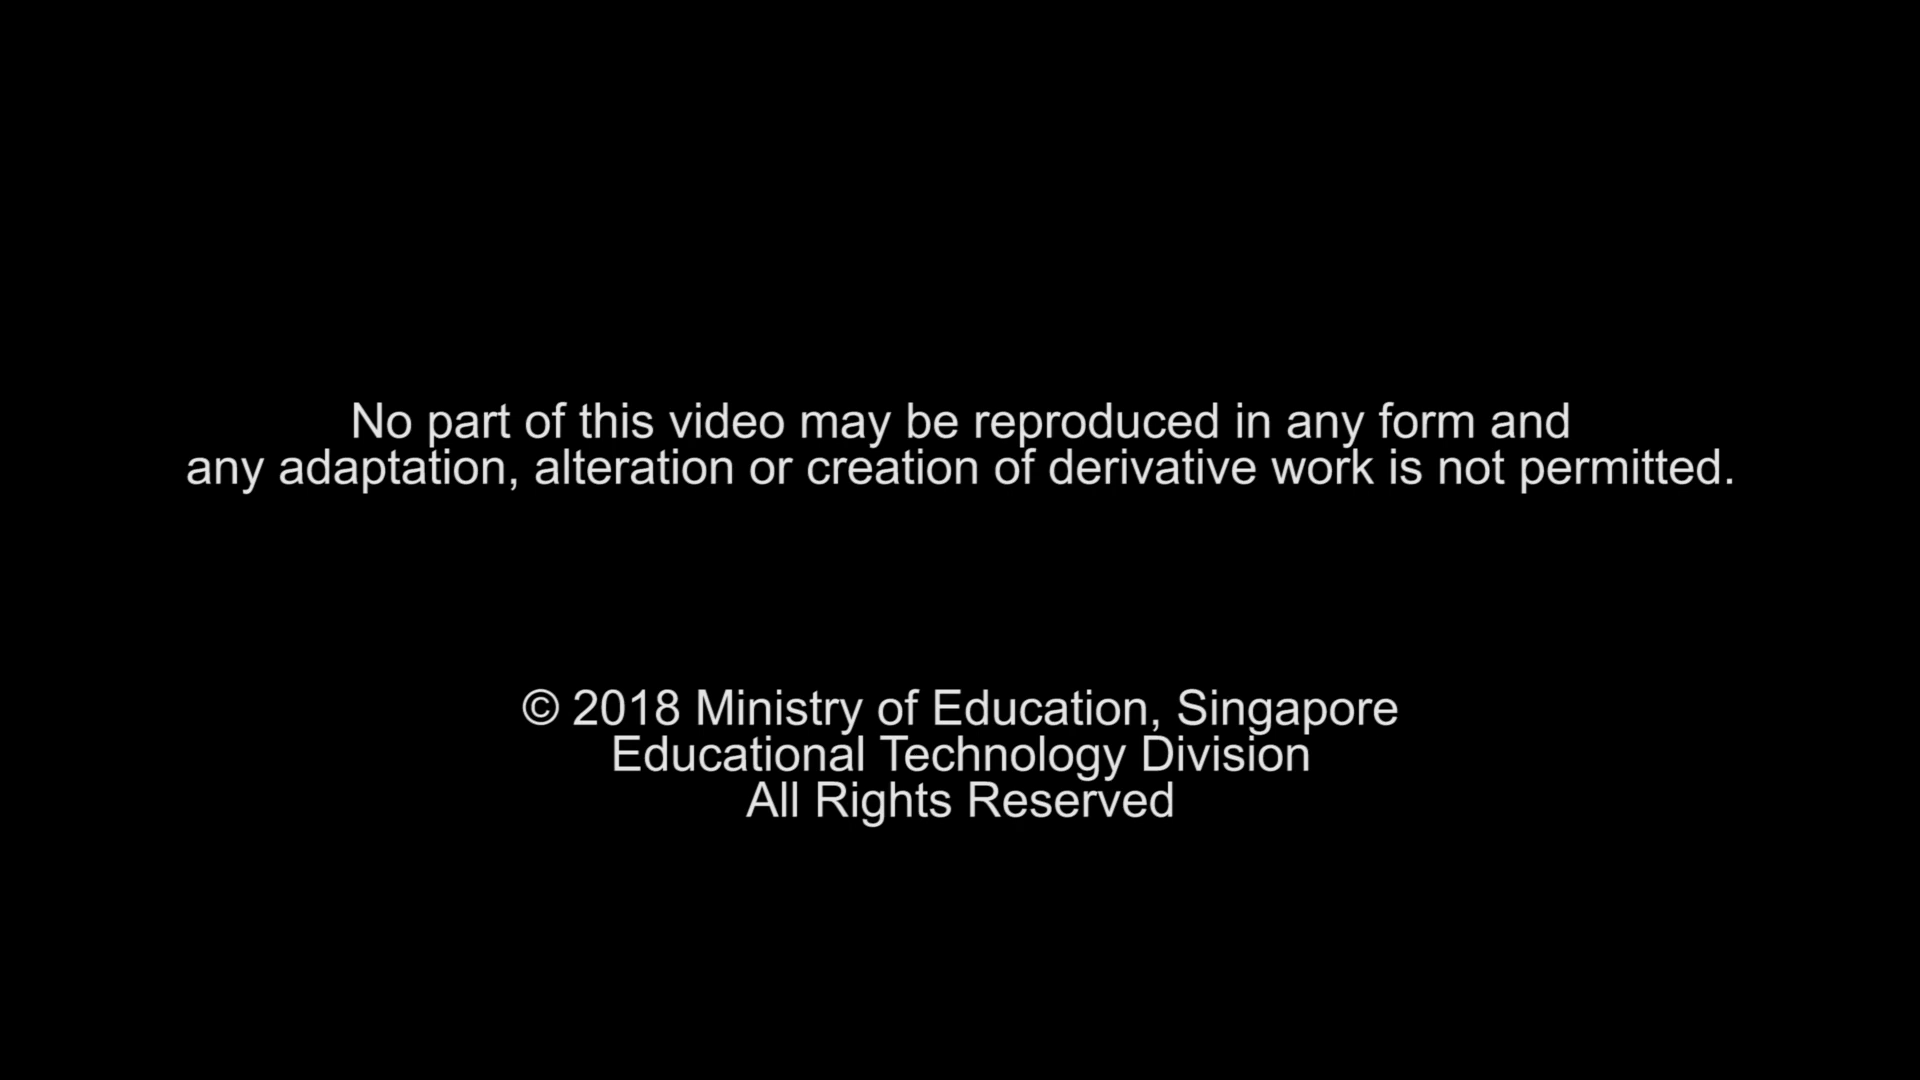 No part of this video may be reproduced in any form and
any adaptation, alteration or creation of derivative work is not permitted.
© 2018 Ministry of Education, Singapore
Educational Technology Division
All Rights Reserved